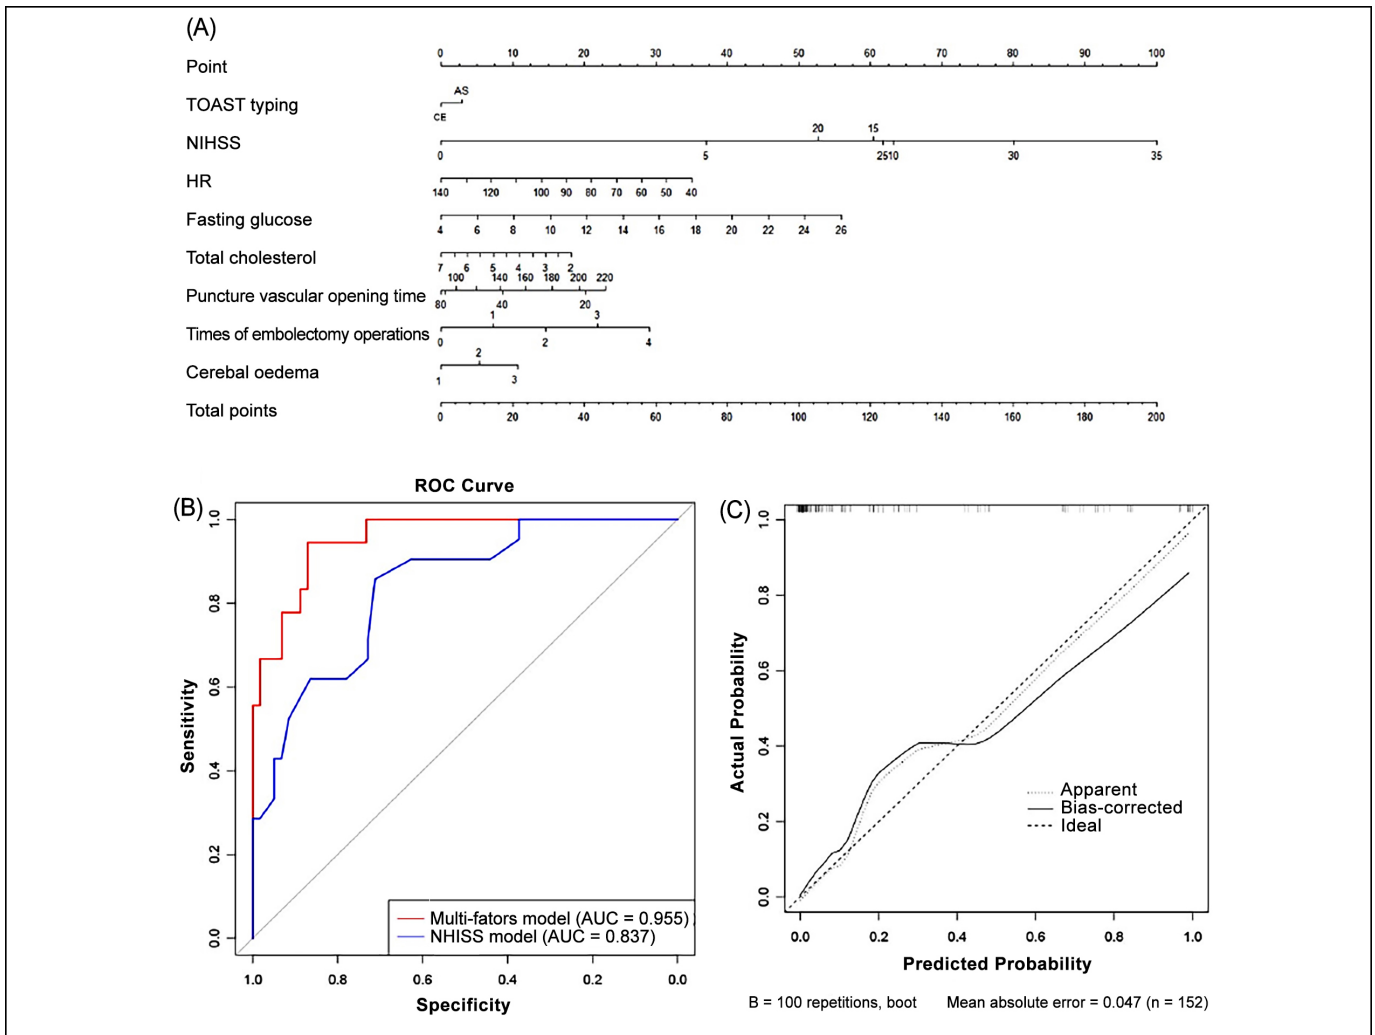 (A)
Point
0 10 20 30 40 50 60 70 80 90 100
TOAST typing
AS
CE
NIHSS
20 15
0 5 2510 30 35
HR
140 120 100 90 80 70 60 50 40
Fasting glucose
4 6 8 10 12 14 16 18 20 22 24 26
Total cholesterol
7 6 5 4 3 2
100 140 160 180 200 220
Puncture vascular opening time
80 40 20
1 3
Times of embolectomy operations
0 2 4
2
Cerebal oedema
1 3
Total points
0 20 40 60 80 100 120 140 160 180 200
(B)
ROC Curve
Sensitivity
1.0
0.8
0.6
0.4
0.2
0.0
Multi-fators model (AUC = 0.955)
NHISS model (AUC = 0.837)
1.0 0.8 0.6 0.4 0.2 0.0
Specificity
(C)
Actual Probability
1.0
0.8
0.6
0.4
0.2
0.0
Apparent
Bias-corrected
Ideal
0.0 0.2 0.4 0.6 0.8 1.0
Predicted Probability
B = 100 repetitions, boot Mean absolute error = 0.047 (n = 152)